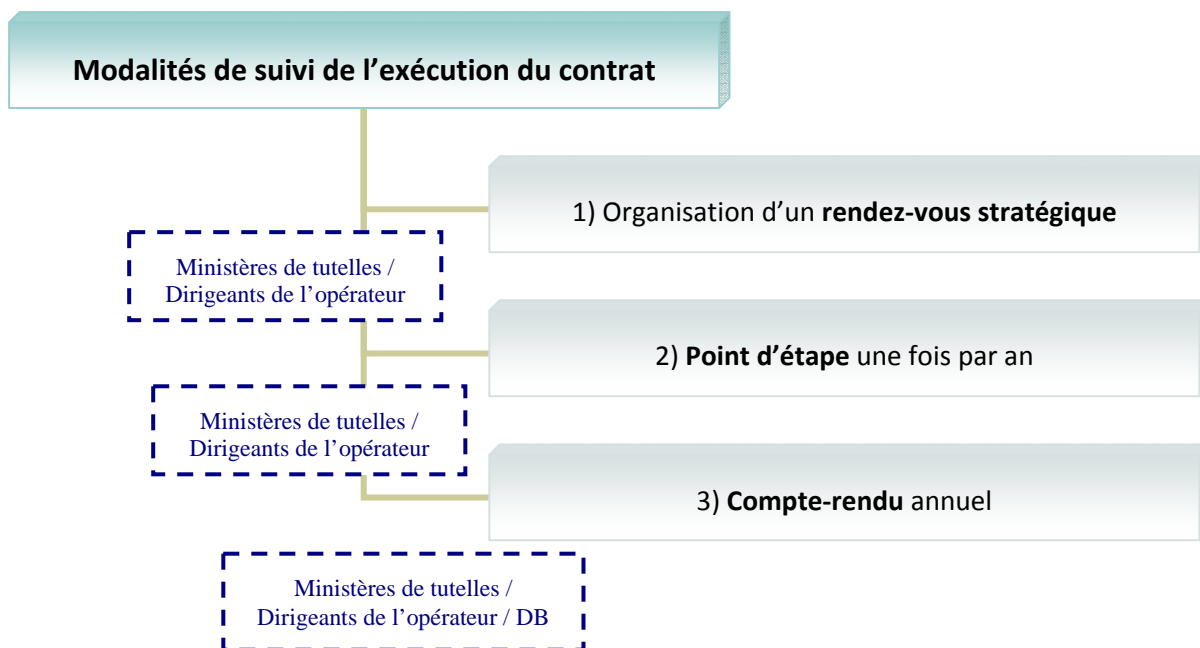 Modalités de suivi de l’exécution du contrat
1) Organisation d’un rendez-vous stratégique
Ministères de tutelles /
Dirigeants de l’opérateur
2) Point d’étape une fois par an
Ministères de tutelles /
Dirigeants de l’opérateur
3) Compte-rendu annuel
Ministères de tutelles /
Dirigeants de l’opérateur / DB